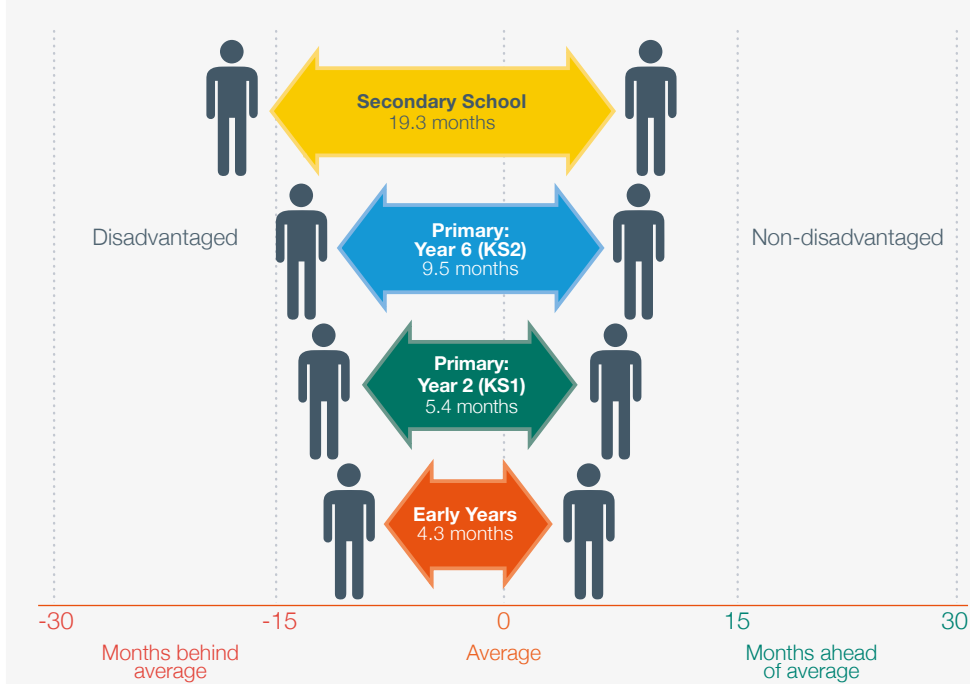 Secondary School
19.3 months
Disadvantaged
Primary:
Year 6 (KS2)
9.5 months
Non-disadvantaged
Primary:
Year 2 (KS1)
5.4 months
Early Years
4.3 months
-30
-15
0
15
30
Months behind
average
Average
Months ahead
of average